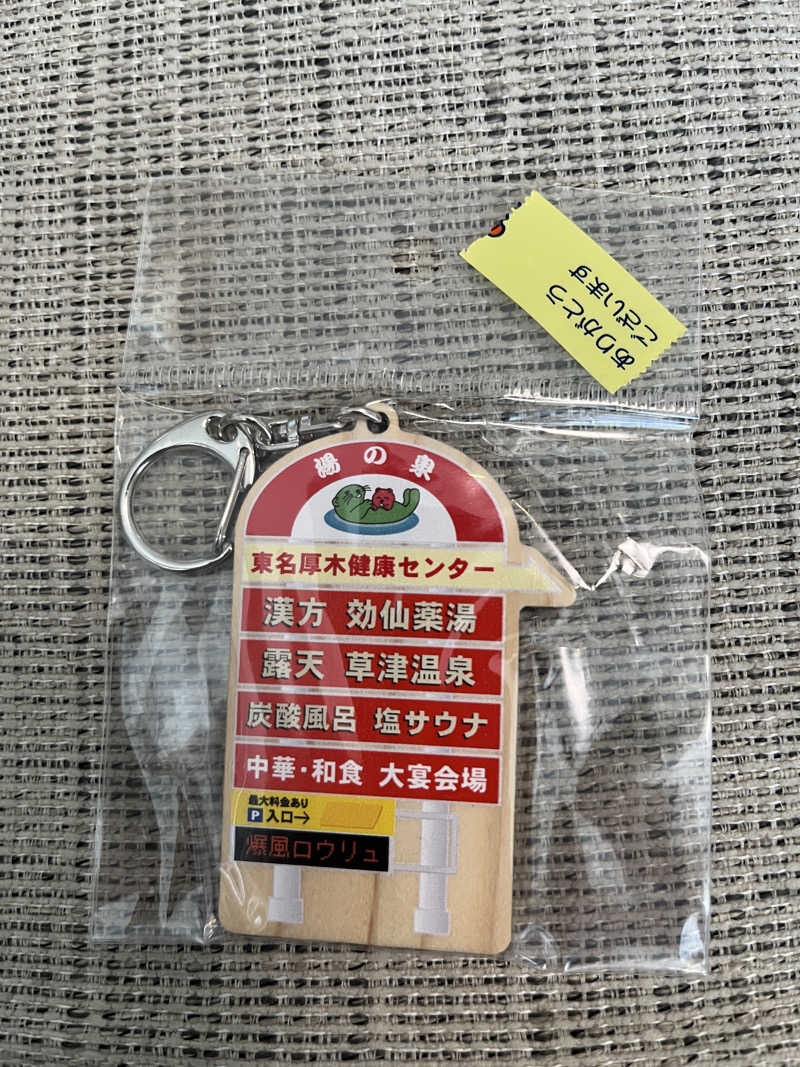 ありがとう
ございます
湯の泉
東名厚木健康センター
漢方 効仙薬湯
露天 草津温泉
炭酸風呂 塩サウナ
中華・和食 大宴会場
最大料金あり
P 入口→
爆風ロウリュ